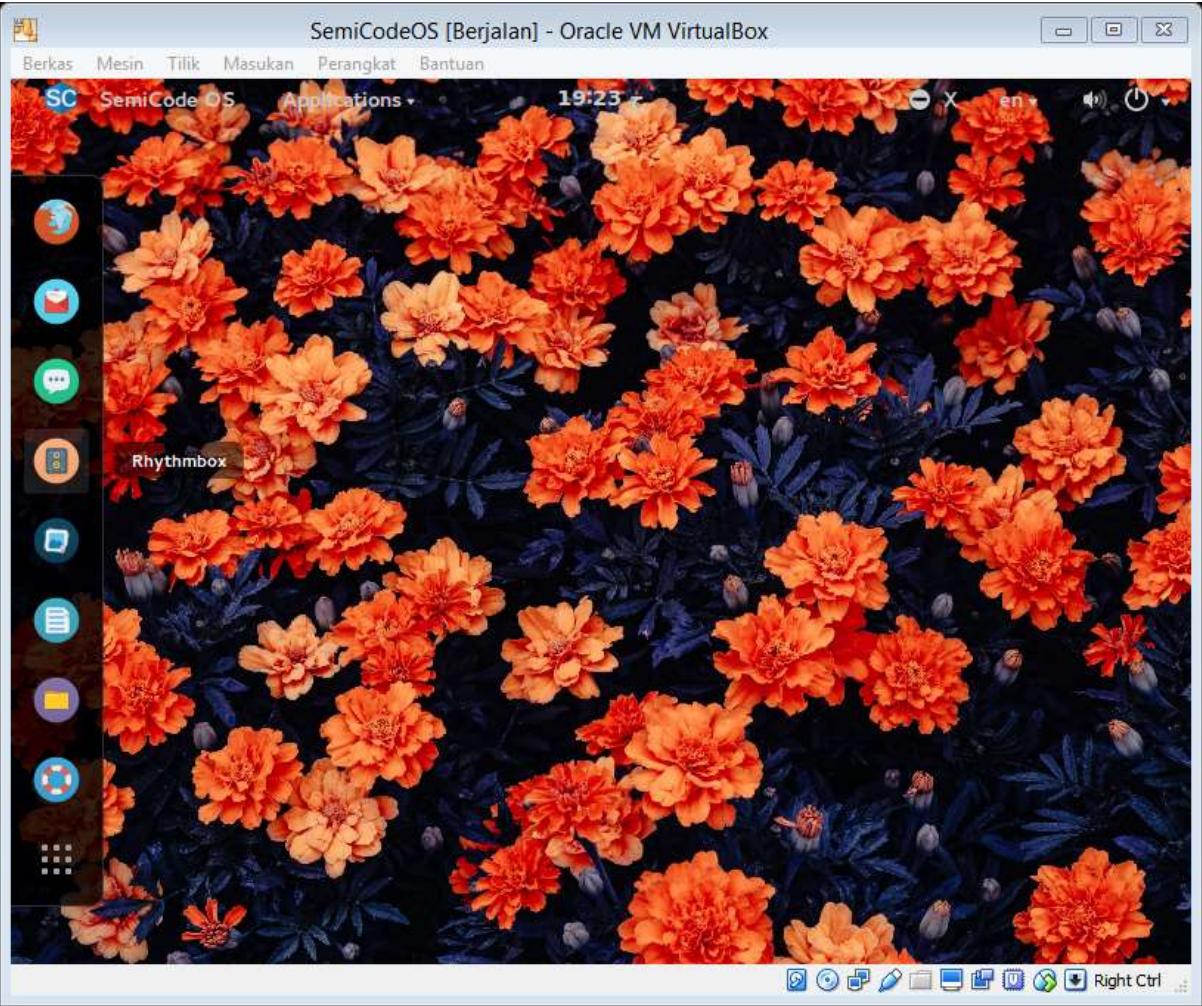 SemiCodeOS [Berjalan] - Oracle VM VirtualBox
Berkas Mesin Tilik Masukan Perangkat Bantuan
SC SemiCode OS Applications 19:23 X en
Rhythmbox
Right Ctrl